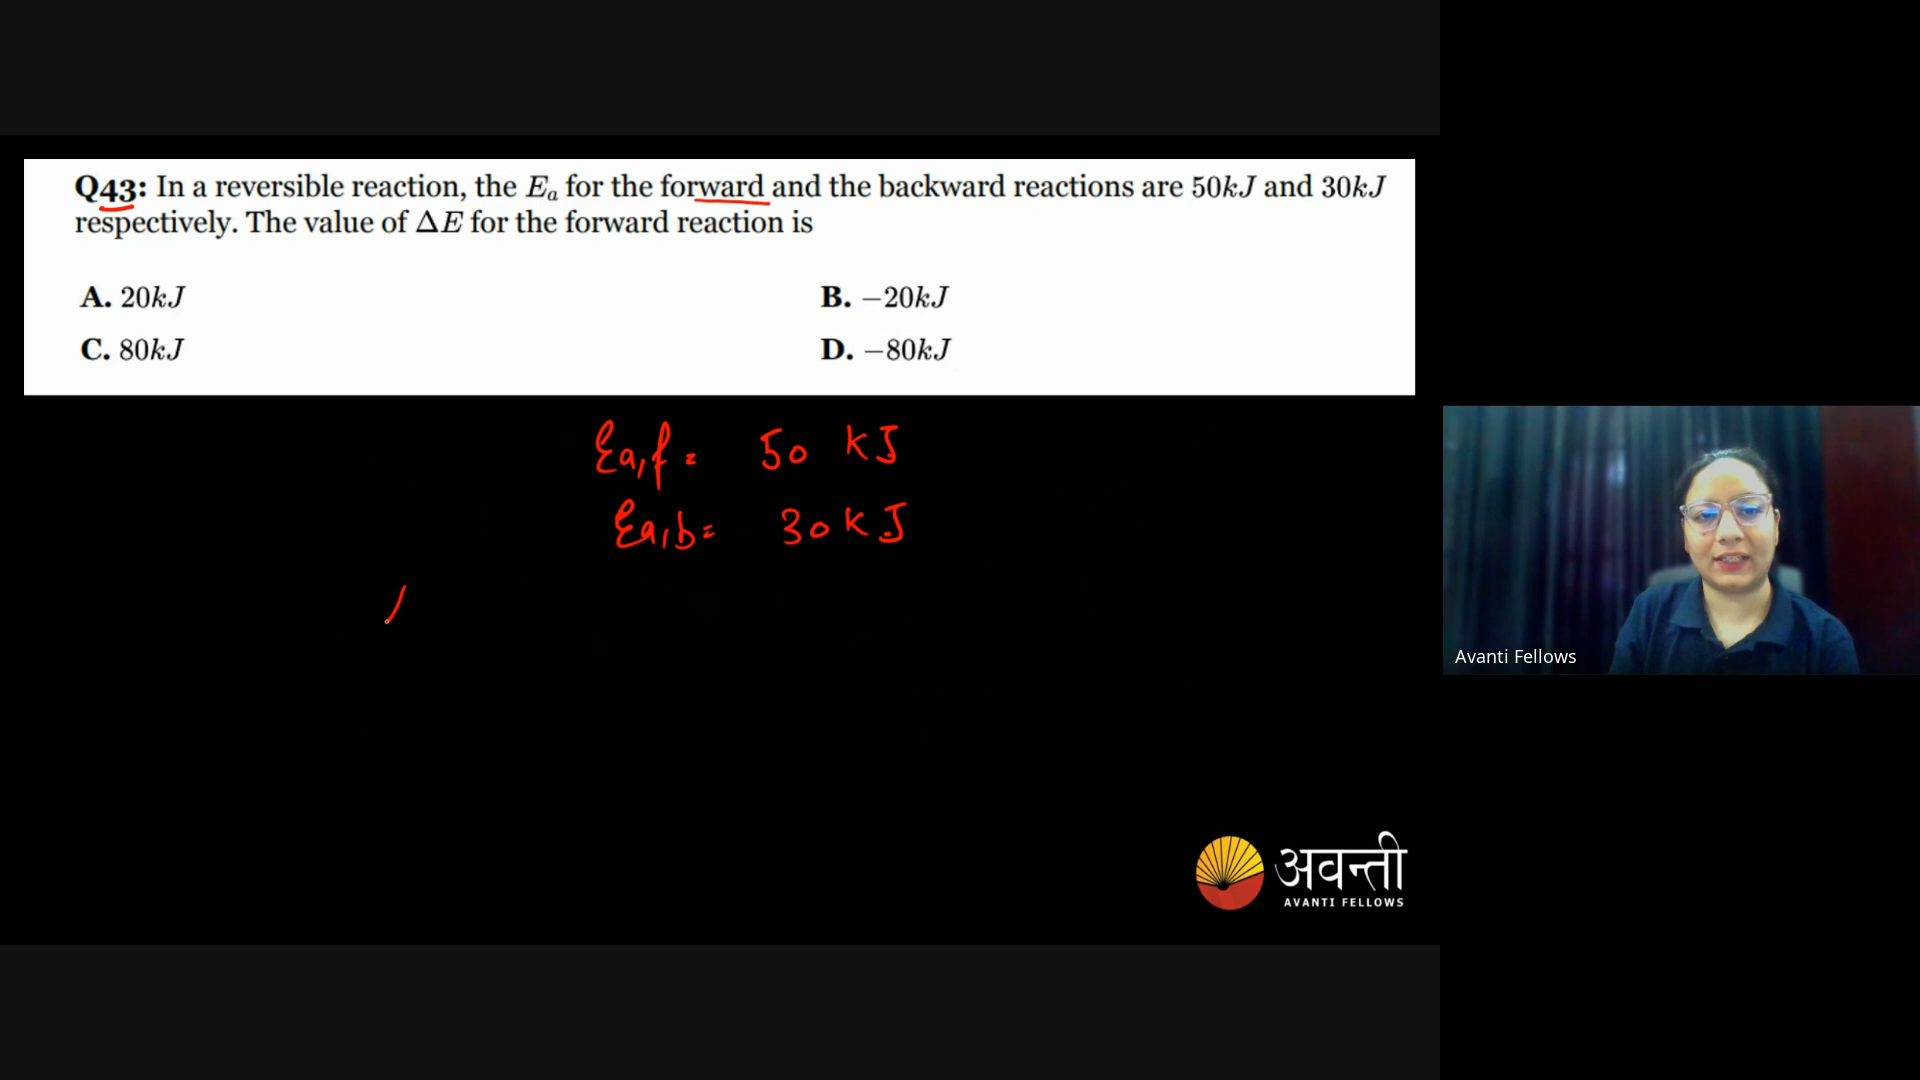 Q43: In a reversible reaction, the Eₐ for the forward and the backward reactions are 50kJ and 30kJ
respectively. The value of ΔE for the forward reaction is
A. 20kJ
B. −20kJ
C. 80kJ
D. −80kJ
Ea,f = 50 kJ
Ea,b = 30 kJ
Avanti Fellows
अवन्ती
AVANTI FELLOWS